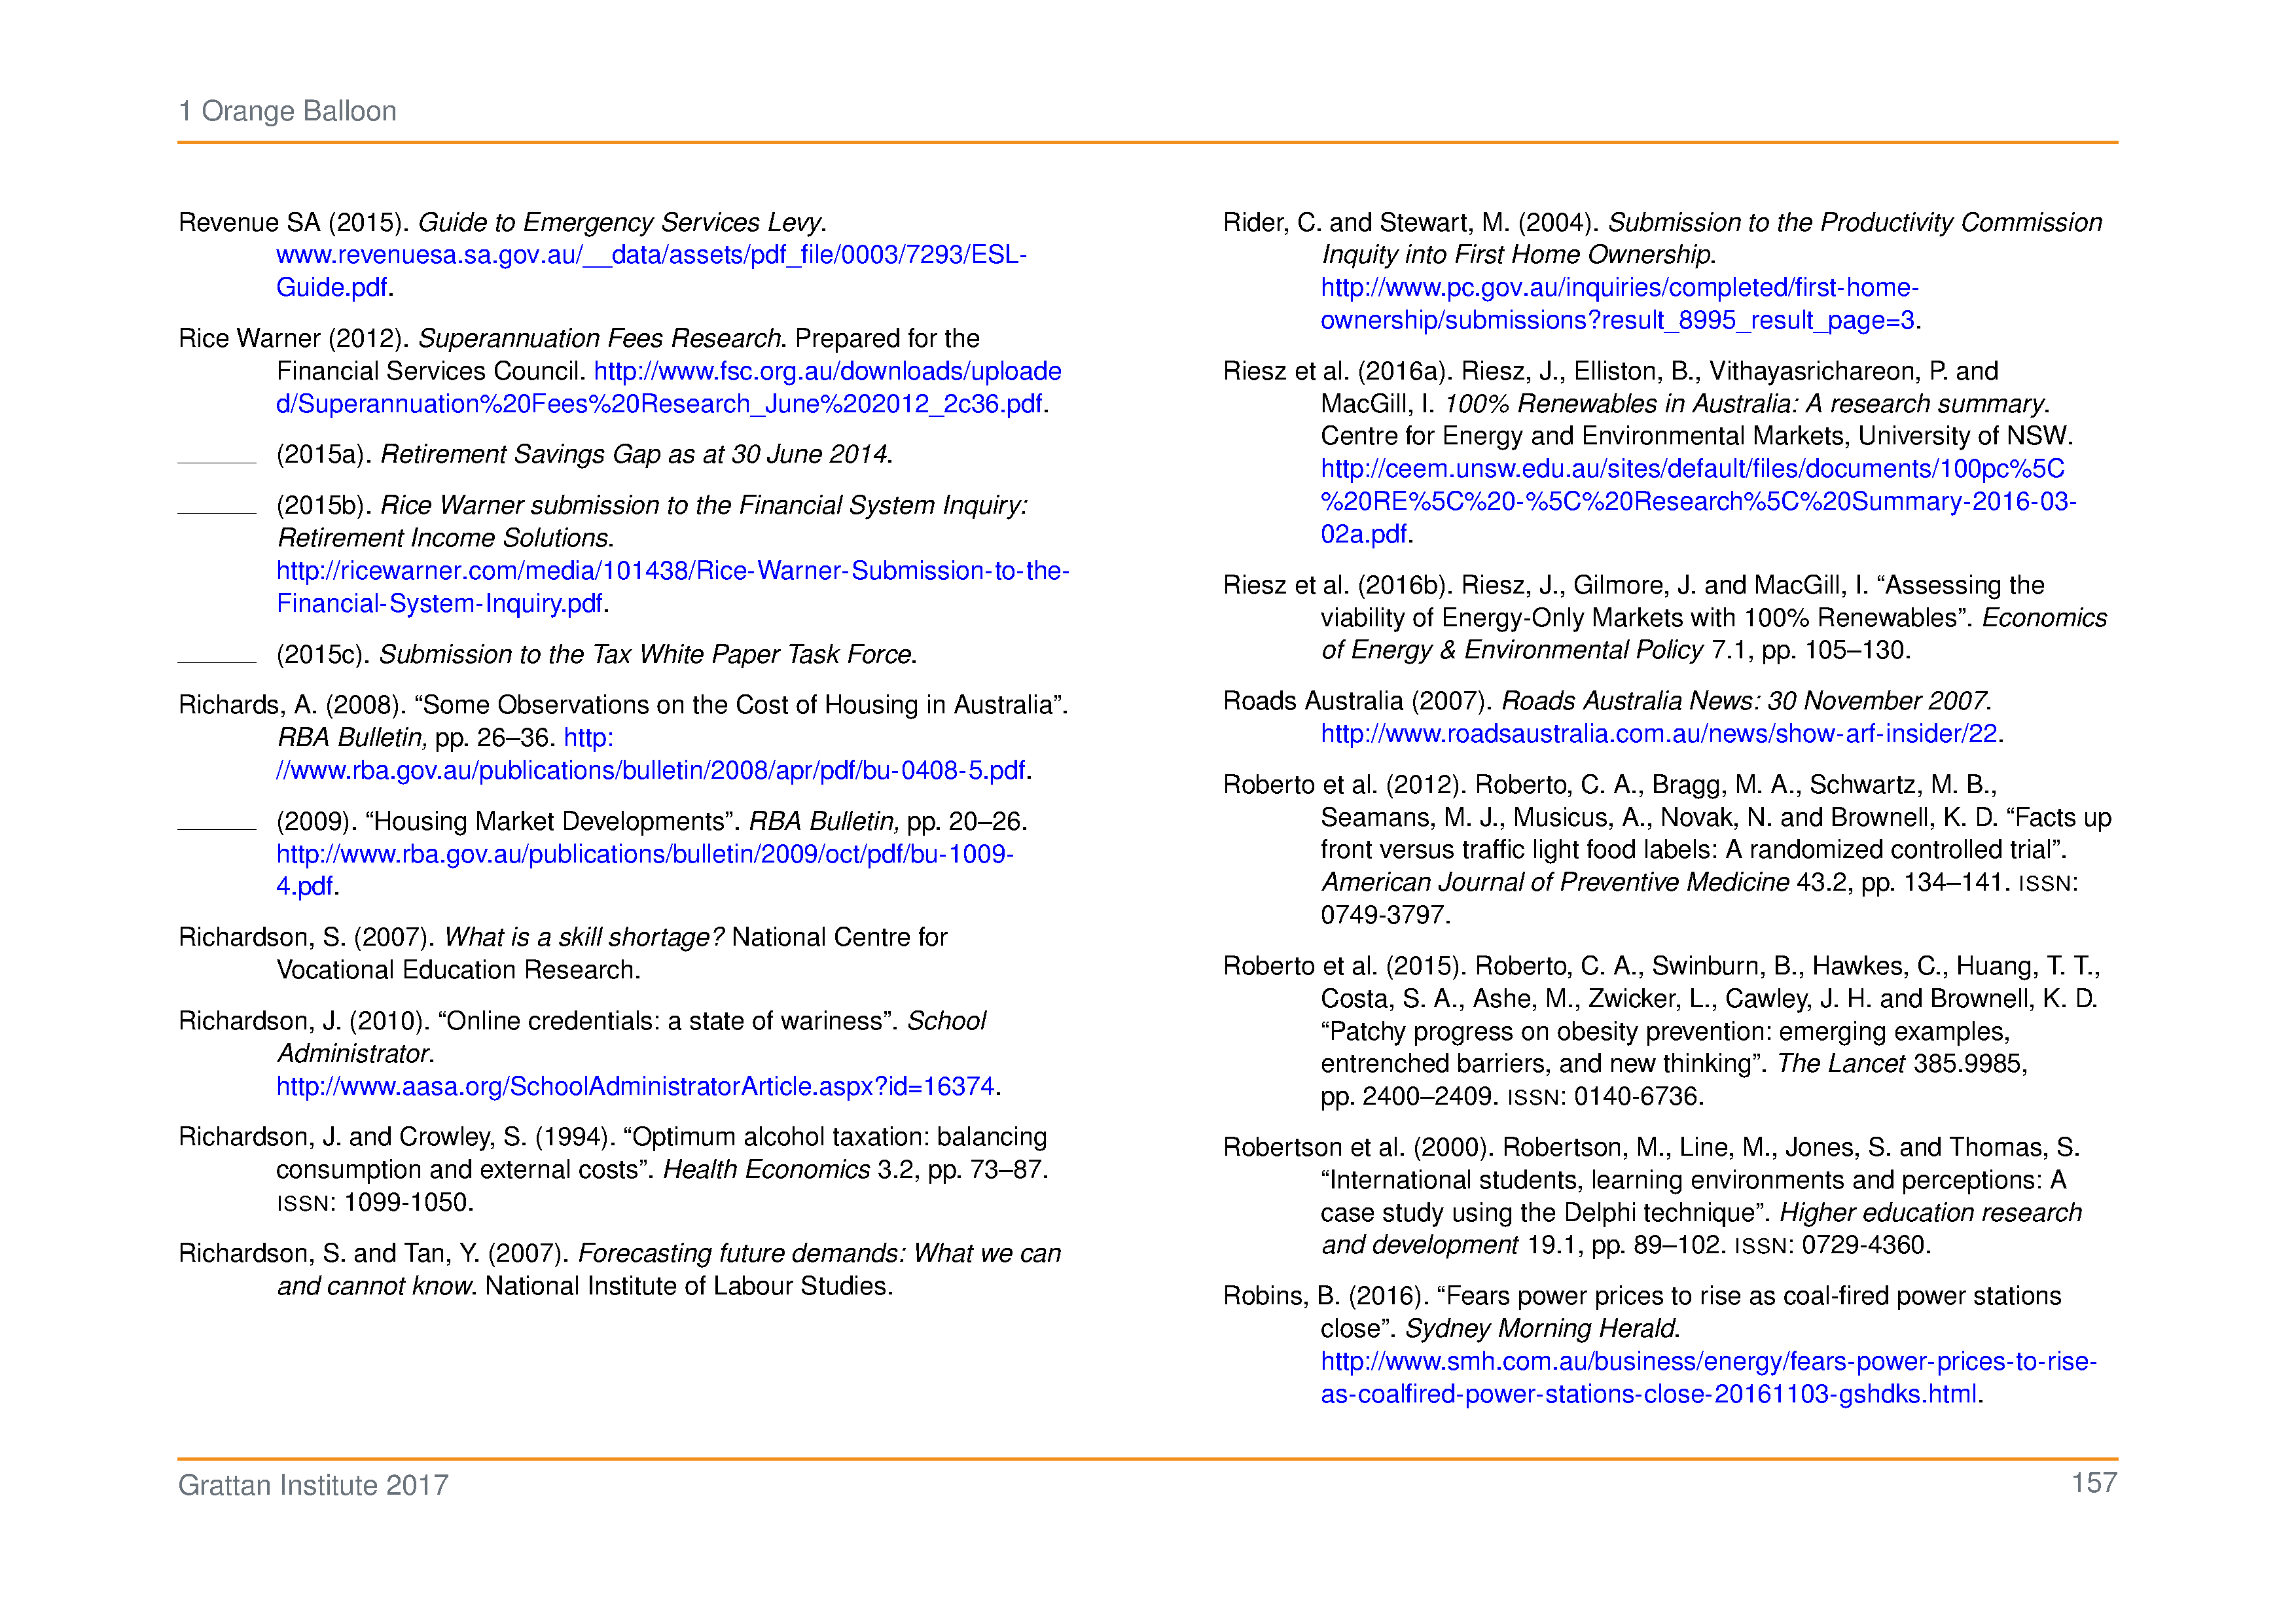 1 Orange Balloon
Revenue SA (2015). Guide to Emergency Services Levy.
www.revenuesa.sa.gov.au/__data/assets/pdf_file/0003/7293/ESL-
Guide.pdf.
Rice Warner (2012). Superannuation Fees Research. Prepared for the
Financial Services Council. http://www.fsc.org.au/downloads/uploade
d/Superannuation%20Fees%20Research_June%202012_2c36.pdf.
(2015a). Retirement Savings Gap as at 30 June 2014.
(2015b). Rice Warner submission to the Financial System Inquiry:
Retirement Income Solutions.
http://ricewarner.com/media/101438/Rice-Warner-Submission-to-the-
Financial-System-Inquiry.pdf.
(2015c). Submission to the Tax White Paper Task Force.
Richards, A. (2008). “Some Observations on the Cost of Housing in Australia”.
RBA Bulletin, pp. 26–36. http:
//www.rba.gov.au/publications/bulletin/2008/apr/pdf/bu-0408-5.pdf.
(2009). “Housing Market Developments”. RBA Bulletin, pp. 20–26.
http://www.rba.gov.au/publications/bulletin/2009/oct/pdf/bu-1009-
4.pdf.
Richardson, S. (2007). What is a skill shortage? National Centre for
Vocational Education Research.
Richardson, J. (2010). “Online credentials: a state of wariness”. School
Administrator.
http://www.aasa.org/SchoolAdministratorArticle.aspx?id=16374.
Richardson, J. and Crowley, S. (1994). “Optimum alcohol taxation: balancing
consumption and external costs”. Health Economics 3.2, pp. 73–87.
ISSN: 1099-1050.
Richardson, S. and Tan, Y. (2007). Forecasting future demands: What we can
and cannot know. National Institute of Labour Studies.
Rider, C. and Stewart, M. (2004). Submission to the Productivity Commission
Inquiry into First Home Ownership.
http://www.pc.gov.au/inquiries/completed/first-home-
ownership/submissions?result_8995_result_page=3.
Riesz et al. (2016a). Riesz, J., Elliston, B., Vithayasrichareon, P. and
MacGill, I. 100% Renewables in Australia: A research summary.
Centre for Energy and Environmental Markets, University of NSW.
http://ceem.unsw.edu.au/sites/default/files/documents/100pc%5C
%20RE%5C%20-%5C%20Research%5C%20Summary-2016-03-
02a.pdf.
Riesz et al. (2016b). Riesz, J., Gilmore, J. and MacGill, I. “Assessing the
viability of Energy-Only Markets with 100% Renewables”. Economics
of Energy & Environmental Policy 7.1, pp. 105–130.
Roads Australia (2007). Roads Australia News: 30 November 2007.
http://www.roadsaustralia.com.au/news/show-arf-insider/22.
Roberto et al. (2012). Roberto, C. A., Bragg, M. A., Schwartz, M. B.,
Seamans, M. J., Musicus, A., Novak, N. and Brownell, K. D. “Facts up
front versus traffic light food labels: A randomized controlled trial”.
American Journal of Preventive Medicine 43.2, pp. 134–141. ISSN:
0749-3797.
Roberto et al. (2015). Roberto, C. A., Swinburn, B., Hawkes, C., Huang, T. T.,
Costa, S. A., Ashe, M., Zwicker, L., Cawley, J. H. and Brownell, K. D.
“Patchy progress on obesity prevention: emerging examples,
entrenched barriers, and new thinking”. The Lancet 385.9985,
pp. 2400–2409. ISSN: 0140-6736.
Robertson et al. (2000). Robertson, M., Line, M., Jones, S. and Thomas, S.
“International students, learning environments and perceptions: A
case study using the Delphi technique”. Higher education research
and development 19.1, pp. 89–102. ISSN: 0729-4360.
Robins, B. (2016). “Fears power prices to rise as coal-fired power stations
close”. Sydney Morning Herald.
http://www.smh.com.au/business/energy/fears-power-prices-to-rise-
as-coalfired-power-stations-close-20161103-gshdks.html.
Grattan Institute 2017
157